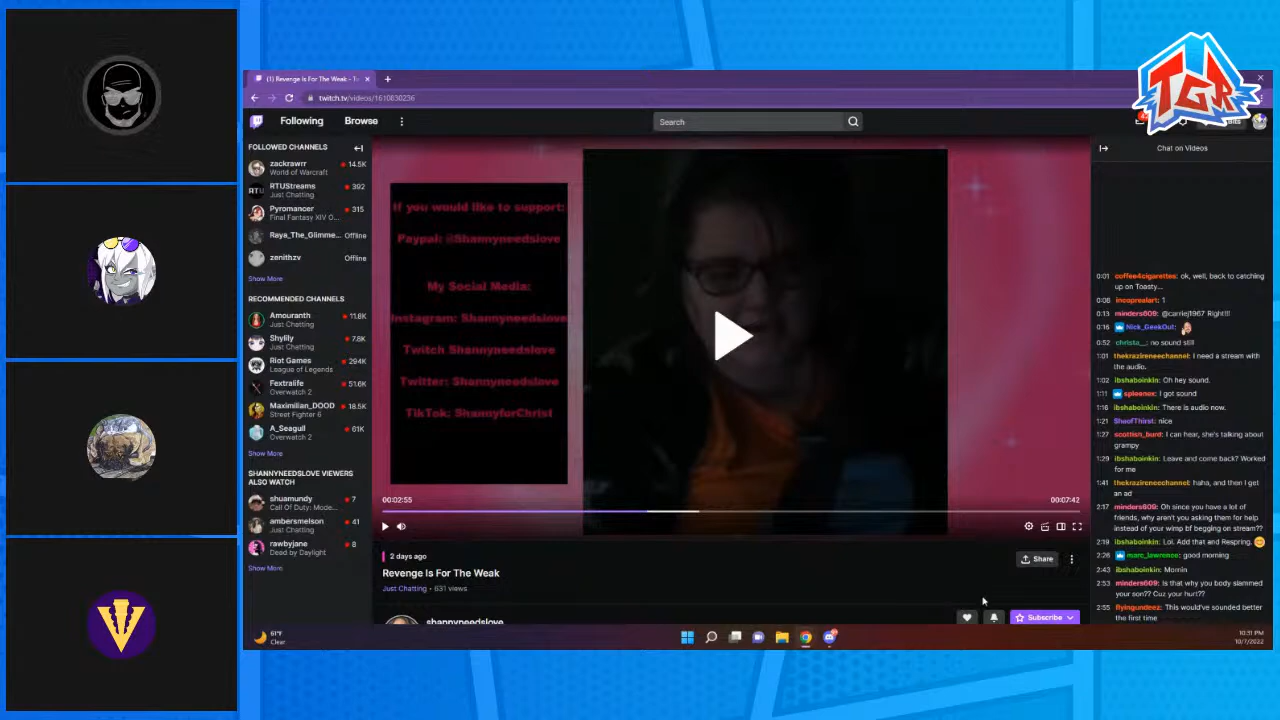 TGR
(1) Revenge Is For The Weak - Tw
twitch.tv/videos/1610830236
Following
Browse
Search
FOLLOWED CHANNELS
zackrawrr
14.5K
World of Warcraft
RTUStreams
392
Just Chatting
Pyromancer
315
Final Fantasy XIV O...
Raya_The_Glimme...
Offline
zenithzv
Offline
Show More
RECOMMENDED CHANNELS
Amouranth
11.8K
Just Chatting
Shylily
7.8K
Just Chatting
Riot Games
294K
League of Legends
Fextralife
51.6K
Overwatch 2
Maximilian_DOOD
18.5K
Street Fighter 6
A_Seagull
61K
Overwatch 2
Show More
SHANNYNEEDSLOVE VIEWERS
ALSO WATCH
shuamundy
7
Call Of Duty: Mode...
ambersmelson
41
Just Chatting
rawbyjane
8
Dead by Daylight
Show More
If you would like to support:
Paypal: @Shannyneedslove
My Social Media:
Instagram: Shannyneedslove
Twitch Shannyneedslove
Twitter: Shannyneedslove
TikTok: ShannyforChrist
00:02:55
00:07:42
2 days ago
Revenge Is For The Weak
Just Chatting • 631 views
shannyneedslove
Share
Subscribe
Chat on Videos
0:01 coffee4cigarettes: ok, well, back to catching
up on Toasty...
0:08 incoprealart: 1
0:13 minders609: @carriej1967 Right!!!
0:16 Nick_GeekOut:
0:52 christa__: no sound still
1:01 thekrazireneechannel: I need a stream with
the audio.
1:02 ibshaboinkin: Oh hey sound.
1:11 spleenex: I got sound
1:16 ibshaboinkin: There is audio now.
1:21 ShaofThirst: nice
1:27 scottish_burd: I can hear, she's talking about
grampy
1:29 ibshaboinkin: Leave and come back? Worked
for me
1:41 thekrazireneechannel: haha, and then I get
an ad
2:17 minders609: Oh since you have a lot of
friends, why aren't you asking them for help
instead of your wimp bf begging on stream??
2:19 ibshaboinkin: Lol. Add that and Respring.
2:26 marc_lawrence: good morning
2:43 ibshaboinkin: Mornin
2:53 minders609: Is that why you body slammed
your son?? Cuz your hurt??
2:55 flyingundeez: This would've sounded better
the first time
61°F
Clear
10:31 PM
10/7/2022